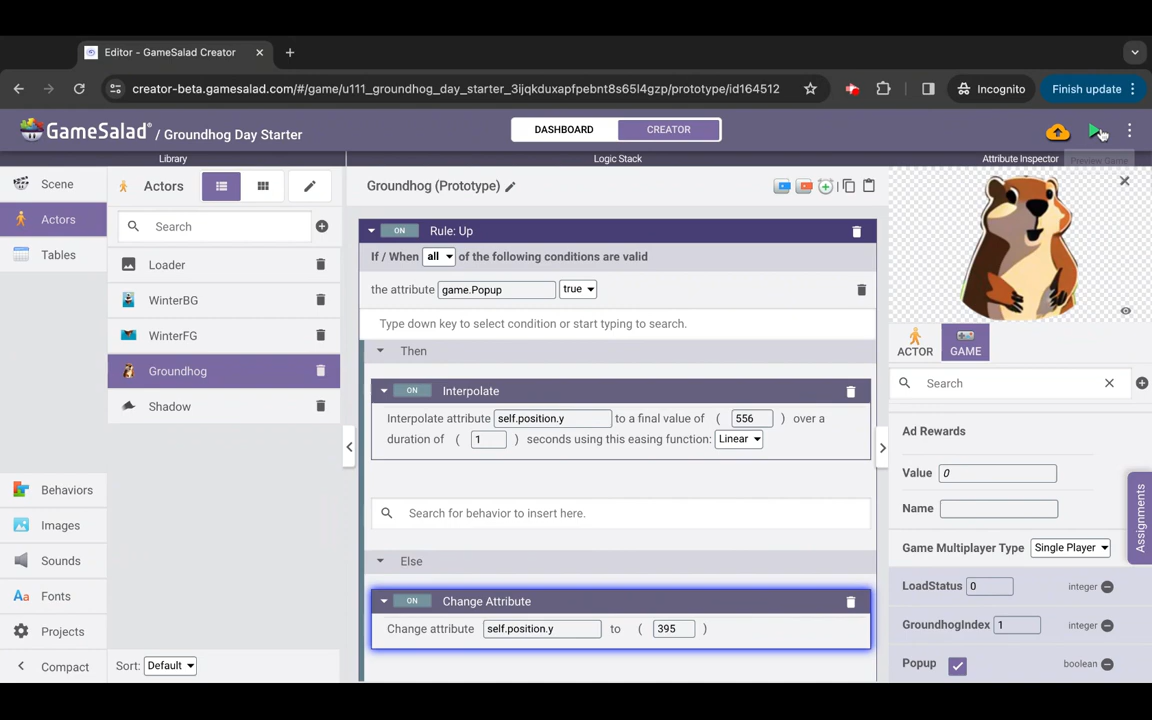 Editor - GameSalad Creator
creator-beta.gamesalad.com/#/game/u111_groundhog_day_starter_3ijqkduxapfpebnt8s65l4gzp/prototype/id164512
Incognito
Finish update
GameSalad® / Groundhog Day Starter
DASHBOARD
CREATOR
Preview Game
Library
Logic Stack
Attribute Inspector
Scene
Actors
Tables
Behaviors
Images
Sounds
Fonts
Projects
Compact
Actors
Search
Loader
WinterBG
WinterFG
Groundhog
Shadow
Sort: Default
Groundhog (Prototype)
ON Rule: Up
If / When all of the following conditions are valid
the attribute game.Popup true
Type down key to select condition or start typing to search.
Then
ON Interpolate
Interpolate attribute self.position.y to a final value of ( 556 ) over a
duration of ( 1 ) seconds using this easing function: Linear
Search for behavior to insert here.
Else
ON Change Attribute
Change attribute self.position.y to ( 395 )
ACTOR
GAME
Search
Ad Rewards
Value 0
Name
Game Multiplayer Type Single Player
LoadStatus 0 integer
GroundhogIndex 1 integer
Popup boolean
Assignments